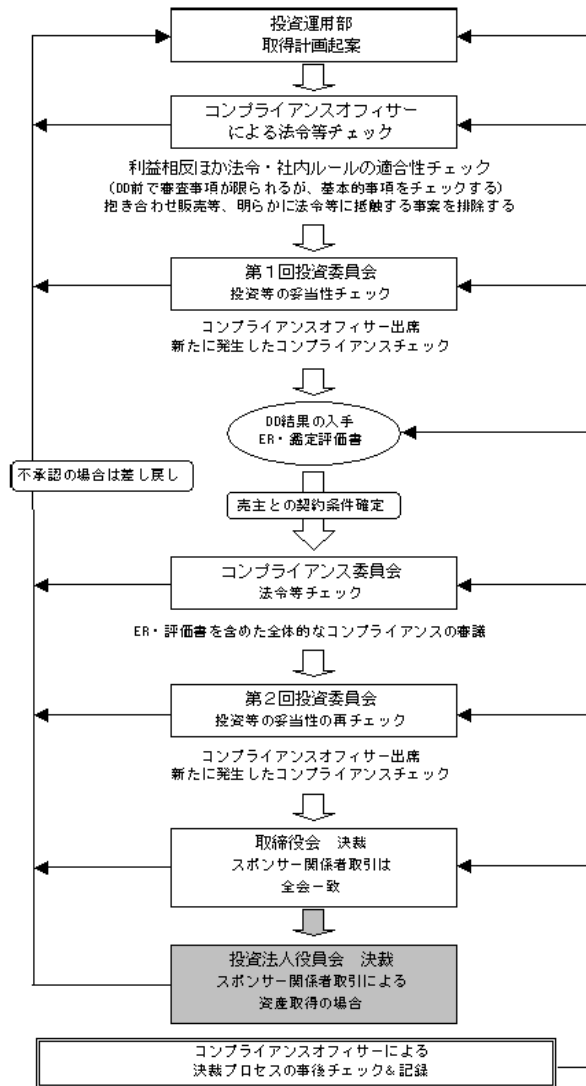 投資運用部
取得計画起案
コンプライアンスオフィサー
による法令等チェック
利益相反ほか法令・社内ルールの適合性チェック
（DD前で審査事項が限られるが、基本的事項をチェックする）
抱き合わせ販売等、明らかに法令等に抵触する事案を排除する
第１回投資委員会
投資等の妥当性チェック
コンプライアンスオフィサー出席
新たに発生したコンプライアンスチェック
DD結果の入手
ER・鑑定評価書
不承認の場合は差し戻し
売主との契約条件確定
コンプライアンス委員会
法令等チェック
ER・評価書を含めた全体的なコンプライアンスの審議
第２回投資委員会
投資等の妥当性の再チェック
コンプライアンスオフィサー出席
新たに発生したコンプライアンスチェック
取締役会　決裁
スポンサー関係者取引は
全会一致
投資法人役員会　決裁
スポンサー関係者取引による
資産取得の場合
コンプライアンスオフィサーによる
決裁プロセスの事後チェック&記録